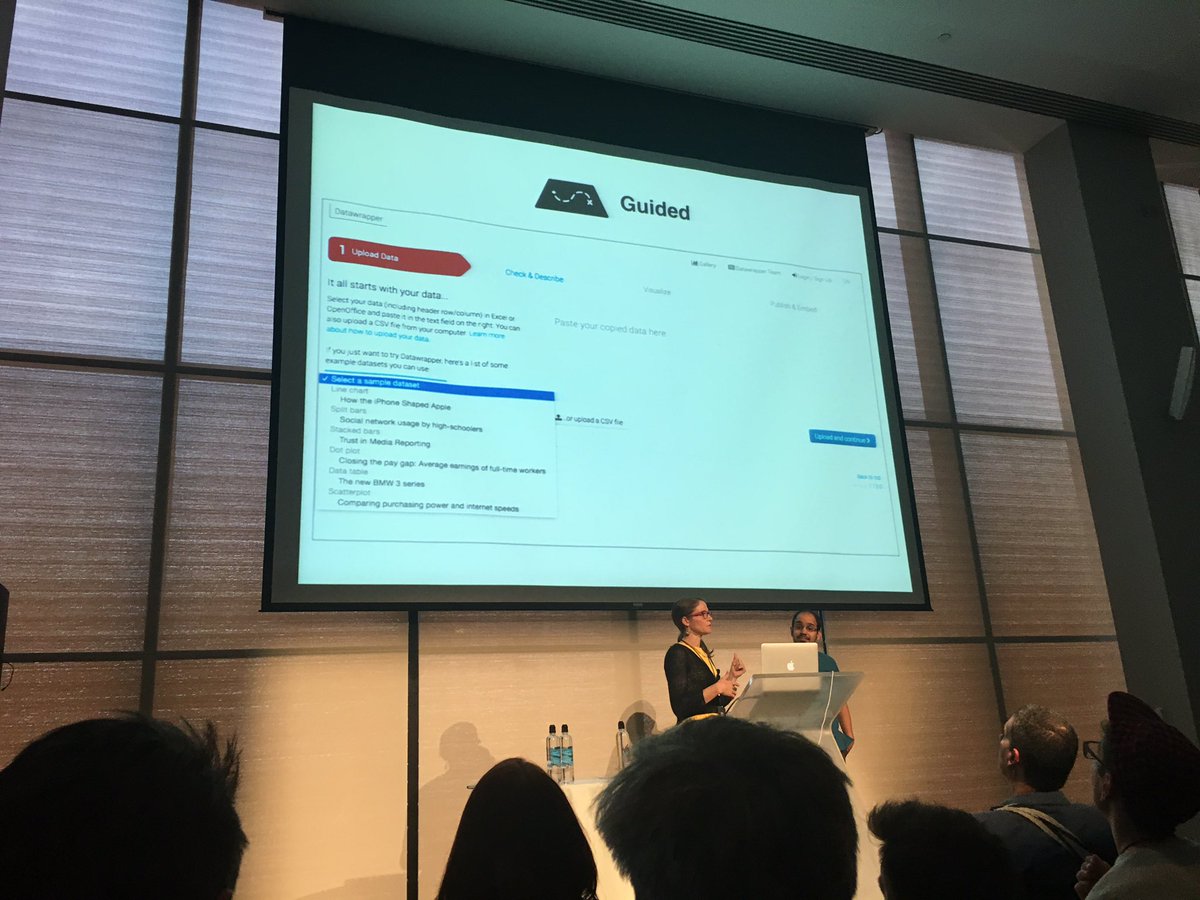 Guided
Datawrapper
Gallery
Datawrapper Team
Login / Sign Up
1 Upload Data
Check & Describe
Visualize
Publish & Embed
It all starts with your data...
Select your data (including header row/column) in Excel or
OpenOffice and paste it in the text field on the right. You can
also upload a CSV file from your computer. Learn more
about how to upload your data.
If you just want to try Datawrapper, here's a list of some
example datasets you can use:
✓ Select a sample dataset
Line chart
How the iPhone Shaped Apple
Split bars
Social network usage by high-schoolers
Stacked bars
Trust in Media Reporting
Dot plot
Closing the pay gap: Average earnings of full-time workers
Data table
The new BMW 3 series
Scatterplot
Comparing purchasing power and internet speeds
Paste your copied data here
...or upload a CSV file
Upload and continue